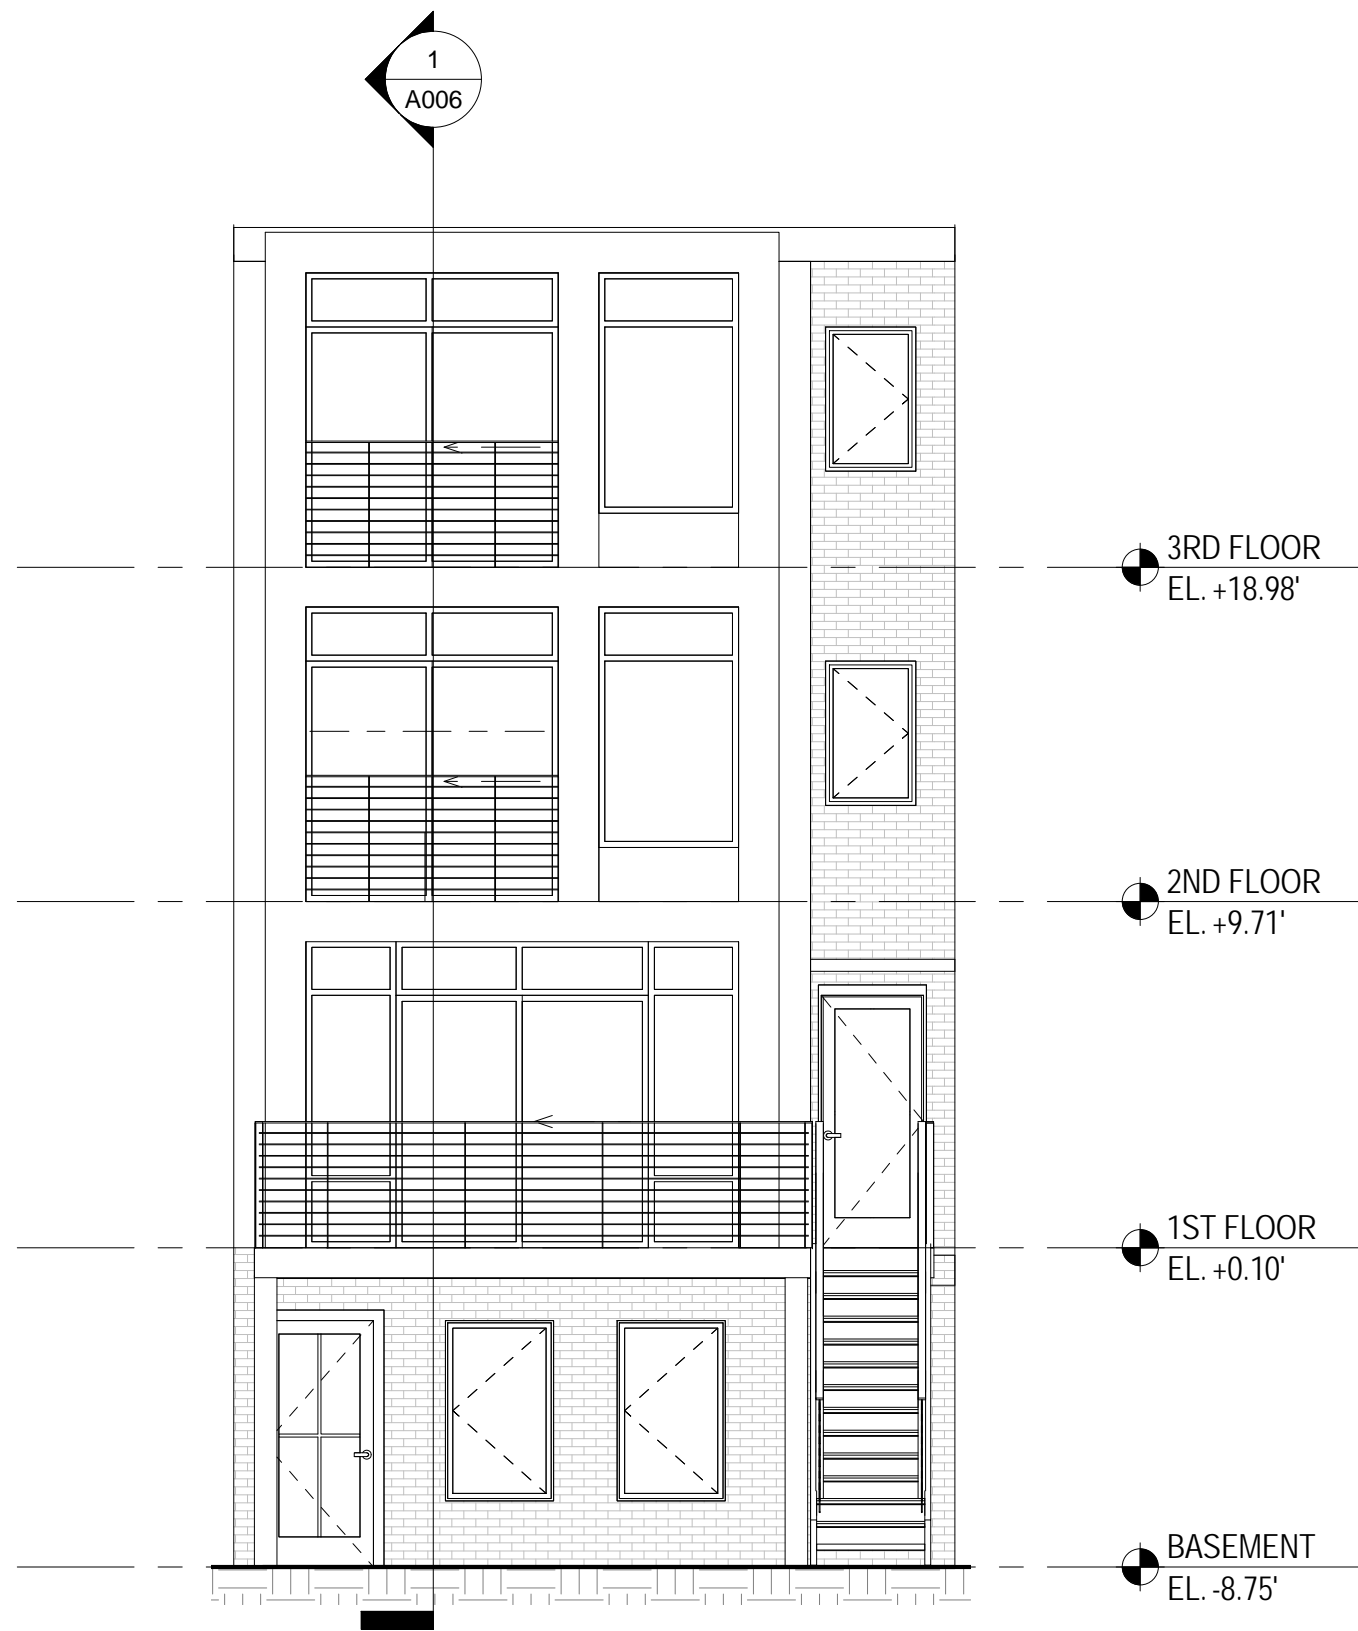 1
A006
3RD FLOOR
EL. +18.98'
2ND FLOOR
EL. +9.71'
1ST FLOOR
EL. +0.10'
BASEMENT
EL. -8.75'